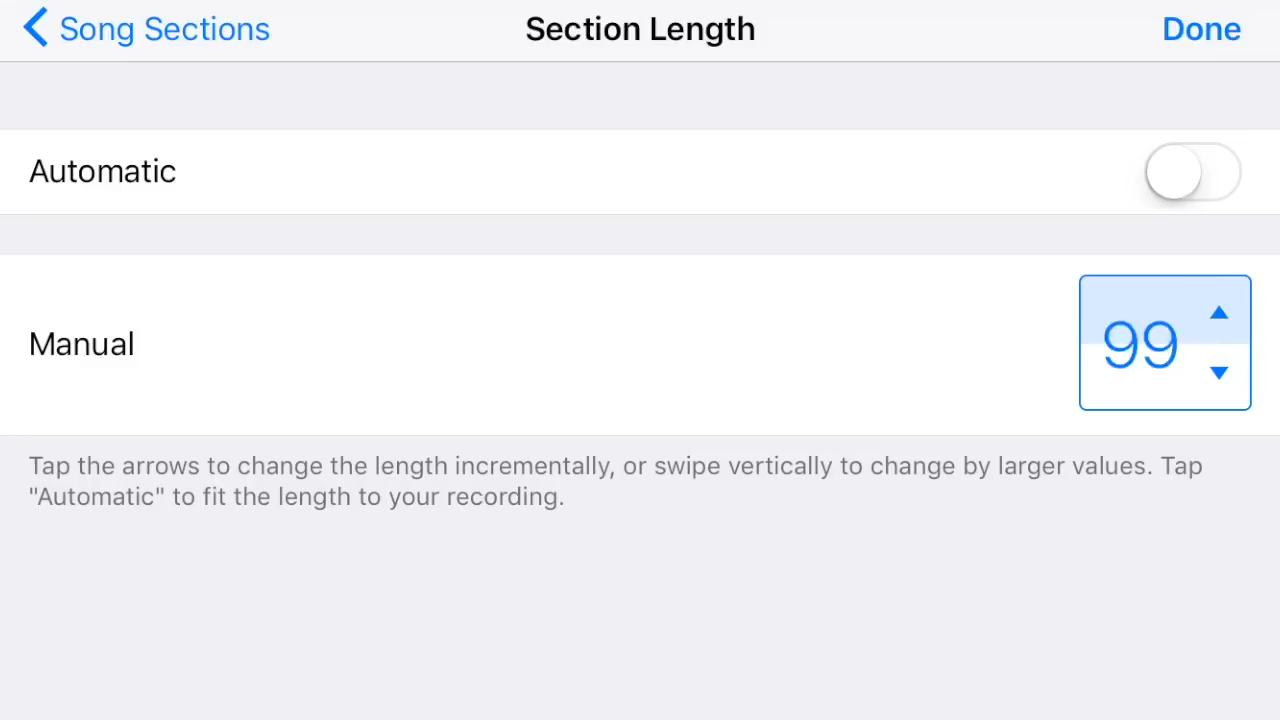 Song Sections
Section Length
Done
Automatic
Manual
99
Tap the arrows to change the length incrementally, or swipe vertically to change by larger values. Tap
"Automatic" to fit the length to your recording.